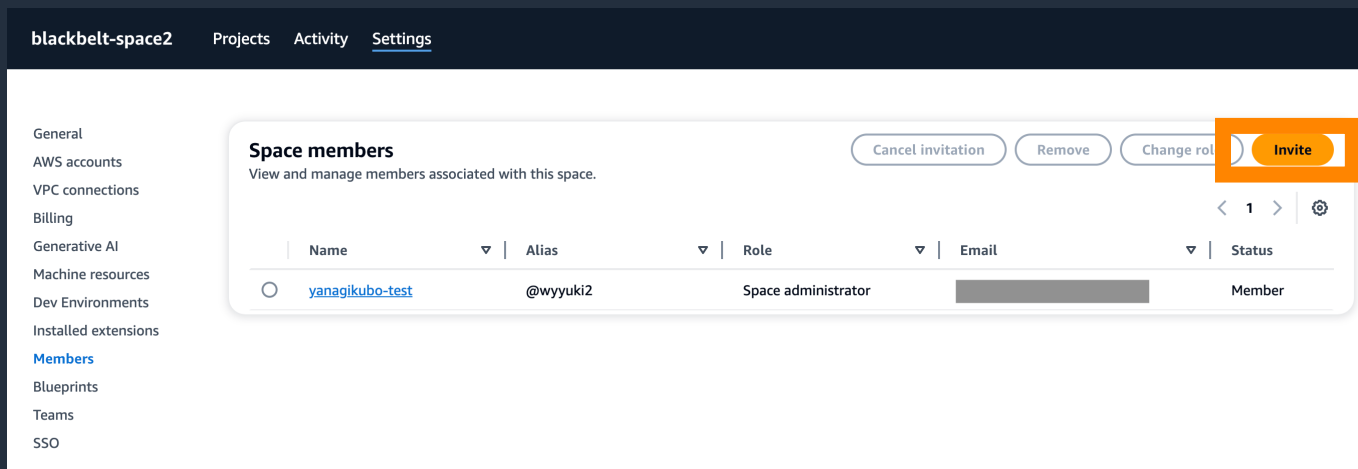 blackbelt-space2 Projects Activity Settings
General
AWS accounts
VPC connections
Billing
Generative AI
Machine resources
Dev Environments
Installed extensions
Members
Blueprints
Teams
SSO
Space members
View and manage members associated with this space.
Cancel invitation Remove Change rol Invite
1
Name Alias Role Email Status
yanagikubo-test @wyyuki2 Space administrator Member